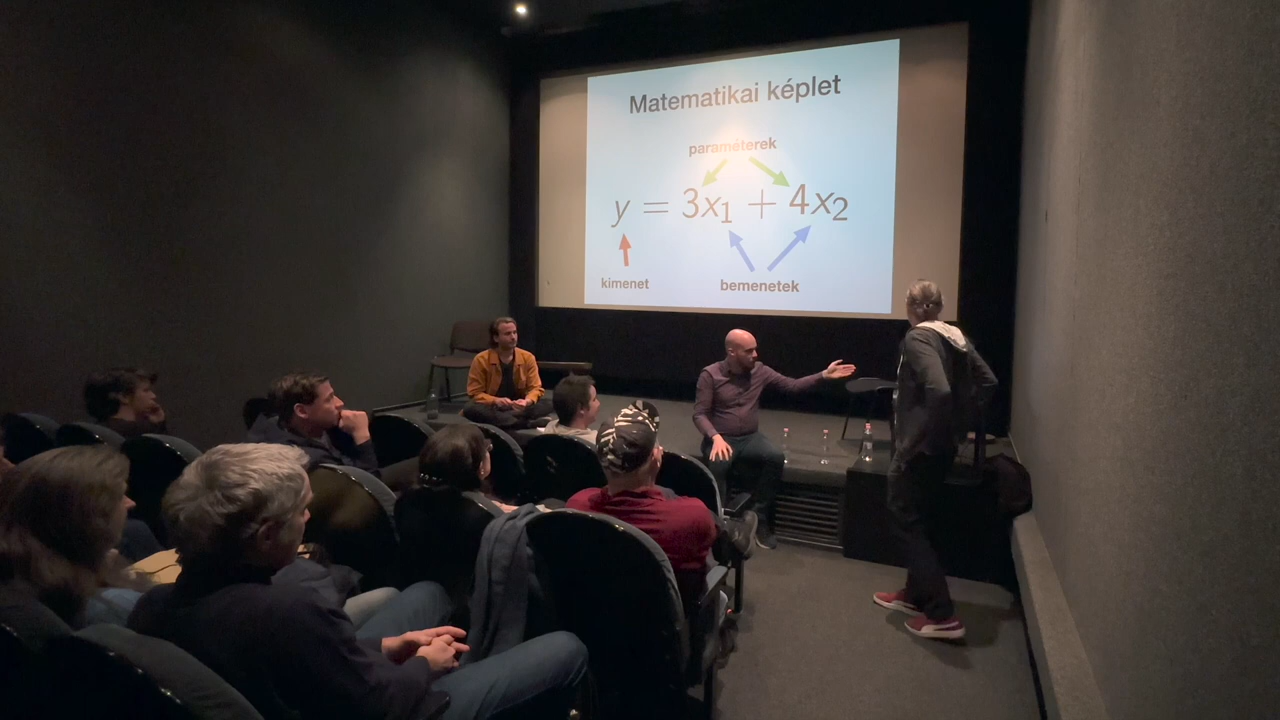 Matematikai képlet
paraméterek
y = 3x₁ + 4x₂
kimenet
bemenetek